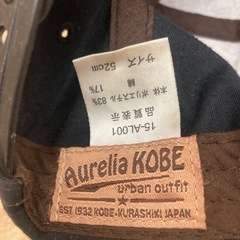 15-AL001
品質表示
本体 ポリエステル 83%
綿 17%
サイズ 52cm
Aurelia KOBE
urban outfit
EST 1932 KOBE-KURASHIKI JAPAN